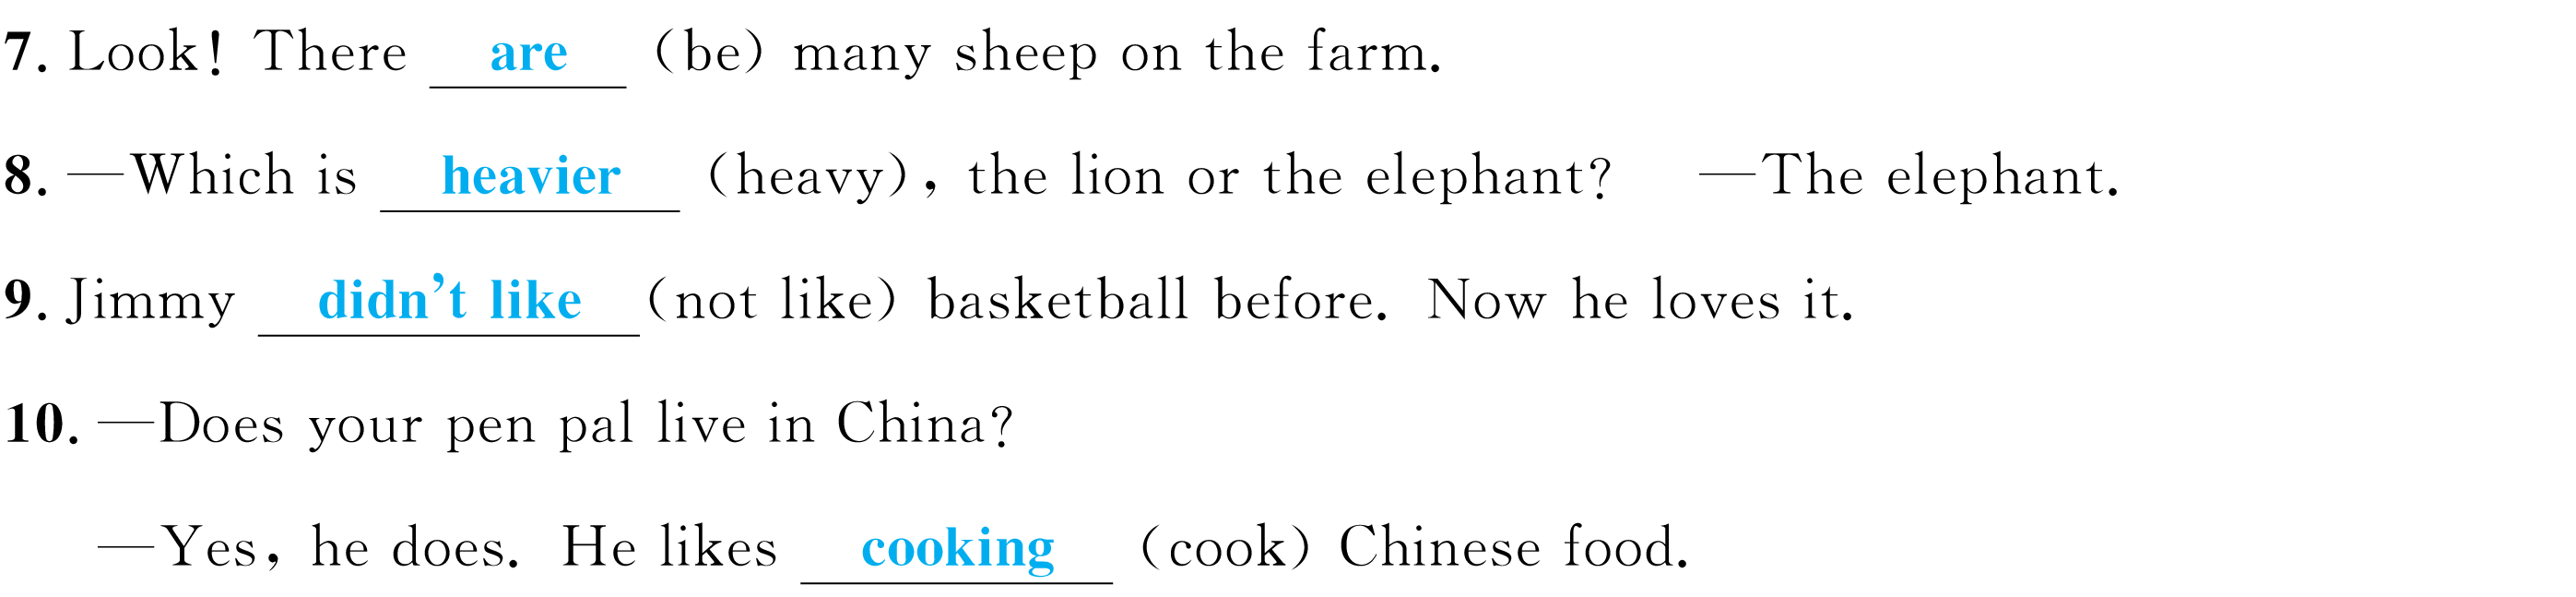 7. Look! There are (be) many sheep on the farm.
8. —Which is heavier (heavy), the lion or the elephant? —The elephant.
9. Jimmy didn’t like (not like) basketball before. Now he loves it.
10. —Does your pen pal live in China?
—Yes, he does. He likes cooking (cook) Chinese food.